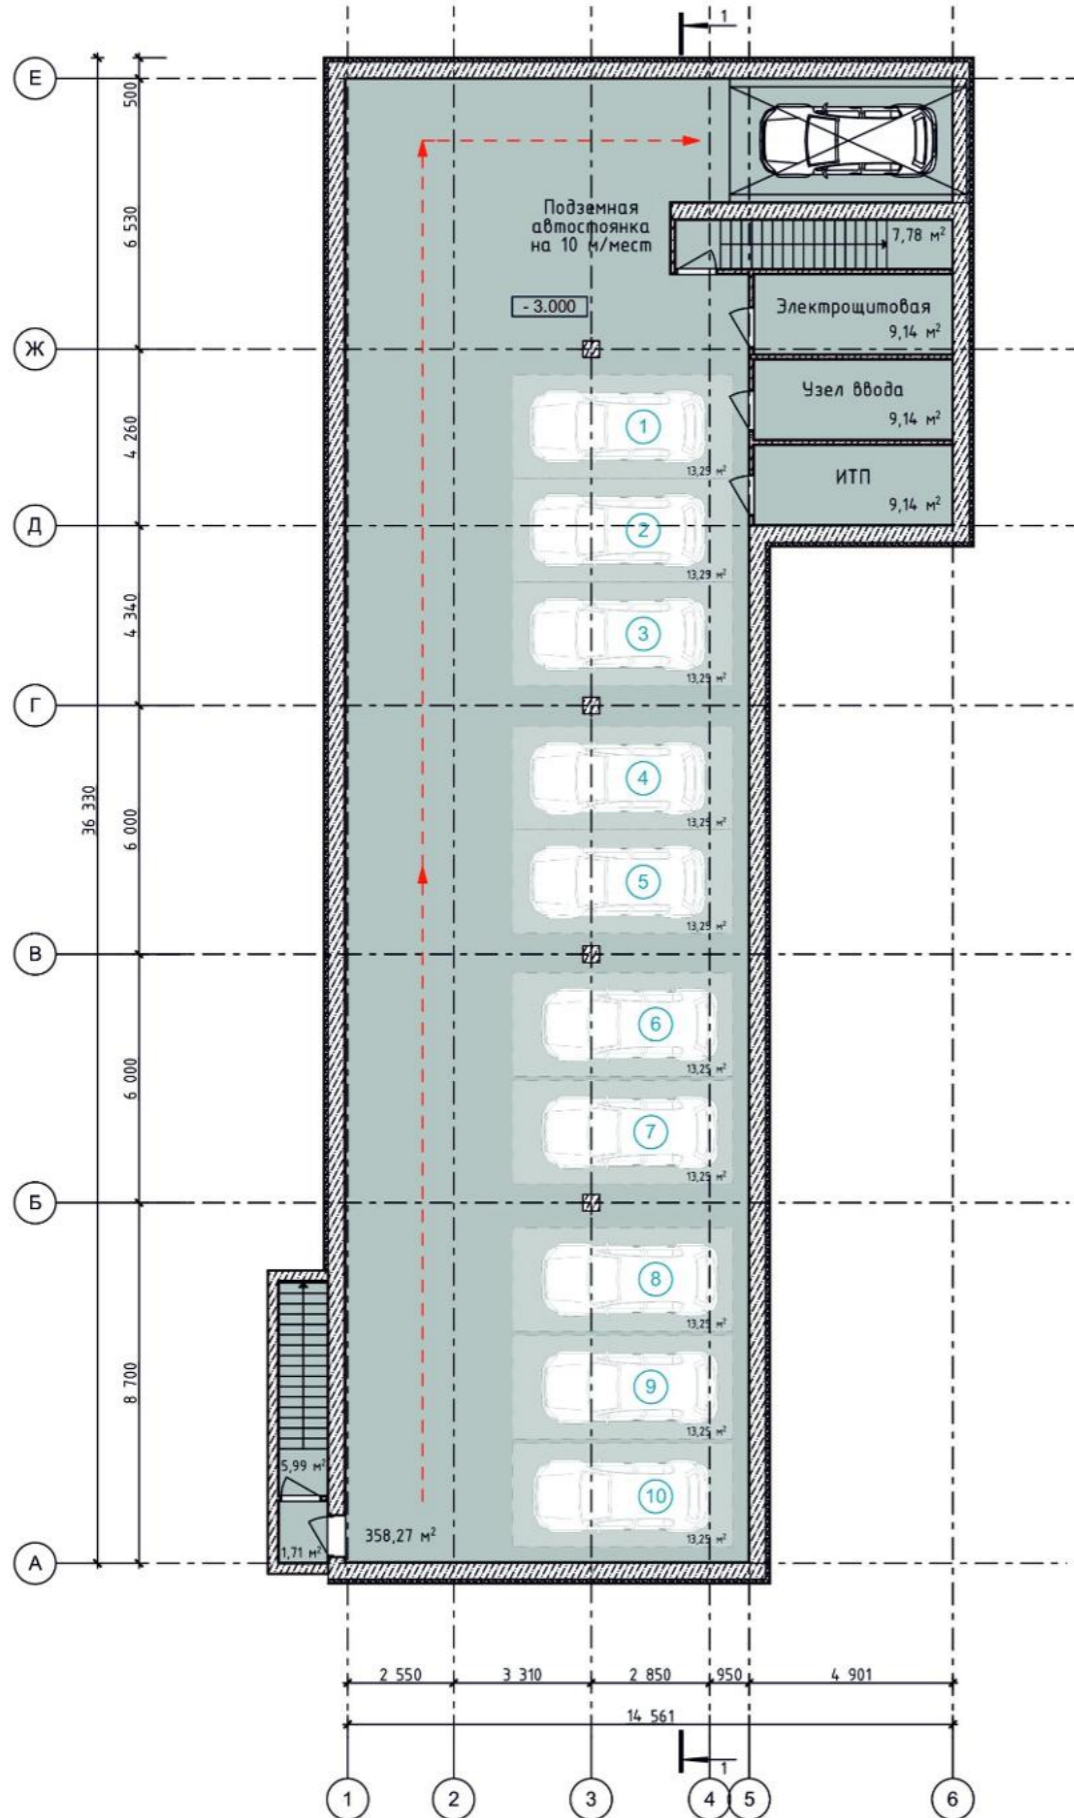 1
Е
500
6 530
Подземная
автостоянка
на 10 м/мест
7,78 м²
- 3.000
Электрощитовая
9,14 м²
Ж
4 260
1
13,25 м²
Узел ввода
9,14 м²
ИТП
9,14 м²
Д
2
13,25 м²
4 340
3
13,25 м²
Г
36 330
6 000
4
13,25 м²
5
13,25 м²
В
6 000
6
13,25 м²
7
13,25 м²
Б
8 700
8
13,25 м²
9
13,25 м²
5,99 м²
10
13,25 м²
1,71 м²
358,27 м²
А
2 550
3 310
2 850
950
4 901
14 561
1
1
2
3
4
5
6